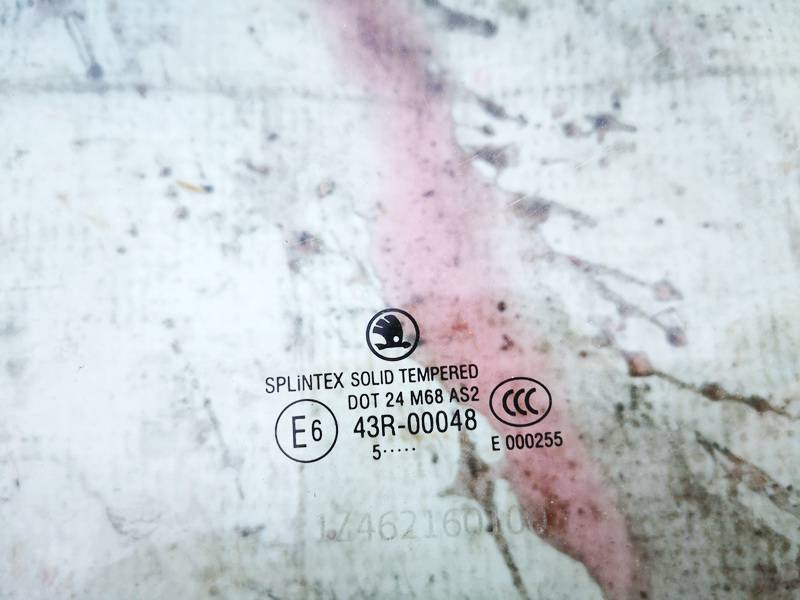 SPLiNTEX SOLID TEMPERED
DOT 24 M68 AS2
CCC
E6
43R-00048
E 000255
5·····